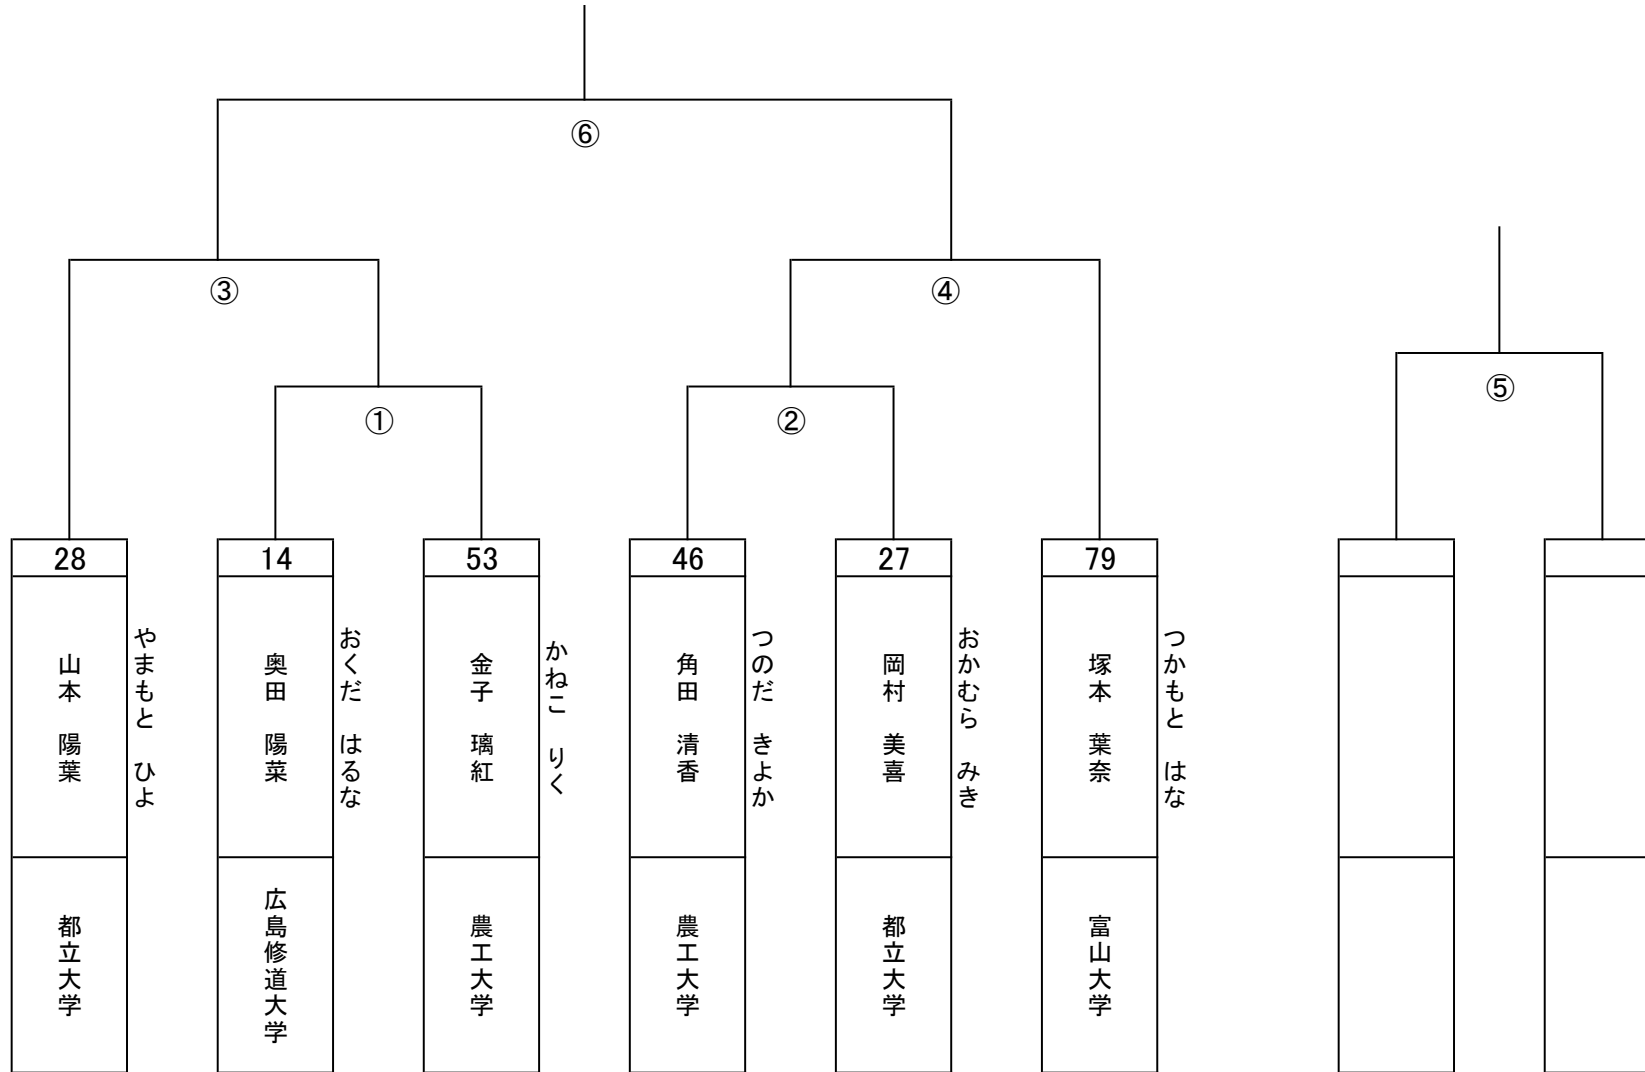 ⑥
③
④
⑤
①
②
28
14
53
46
27
79
山本 陽葉
やまもと ひよ
奥田 陽菜
おくだ はるな
金子 璃紅
かねこ りく
角田 清香
つのだ きよか
岡村 美喜
おかむら みき
塚本 葉奈
つかもと はな
都立大学
広島修道大学
農工大学
農工大学
都立大学
富山大学